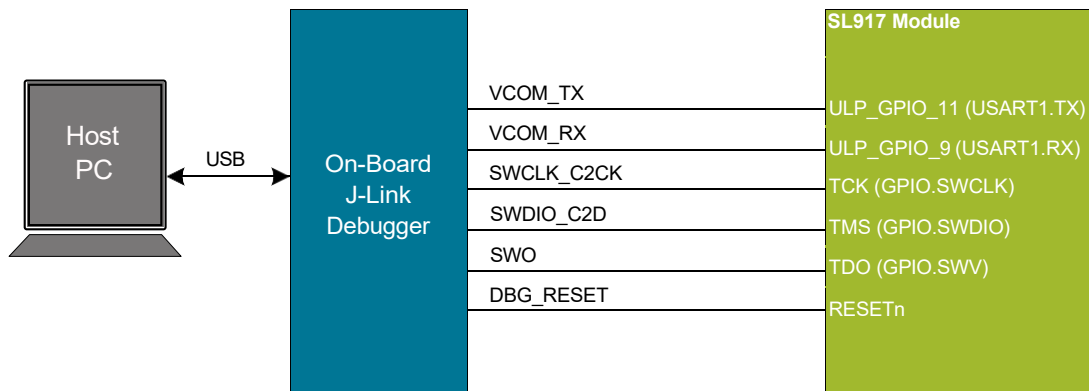 SL917 Module
Host
PC
USB
On-Board
J-Link
Debugger
VCOM_TX
VCOM_RX
SWCLK_C2CK
SWDIO_C2D
SWO
DBG_RESET
ULP_GPIO_11 (USART1.TX)
ULP_GPIO_9 (USART1.RX)
TCK (GPIO.SWCLK)
TMS (GPIO.SWDIO)
TDO (GPIO.SWV)
RESETn